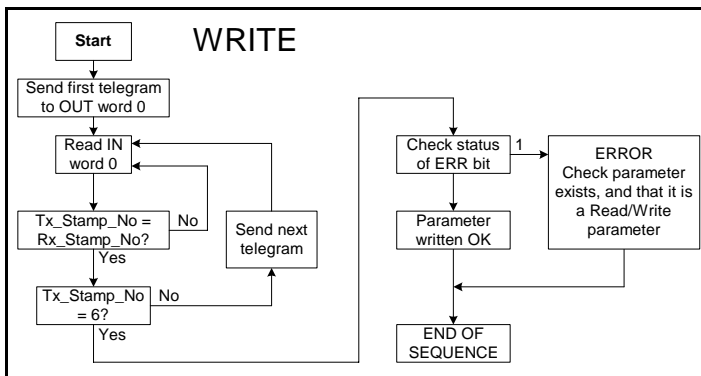 WRITE
Start
Send first telegram
to OUT word 0
Read IN
word 0
Tx_Stamp_No =
Rx_Stamp_No?
No
Yes
Send next
telegram
Tx_Stamp_No
= 6?
No
Yes
Check status
of ERR bit
1
ERROR
Check parameter
exists, and that it is
a Read/Write
parameter
Parameter
written OK
END OF
SEQUENCE